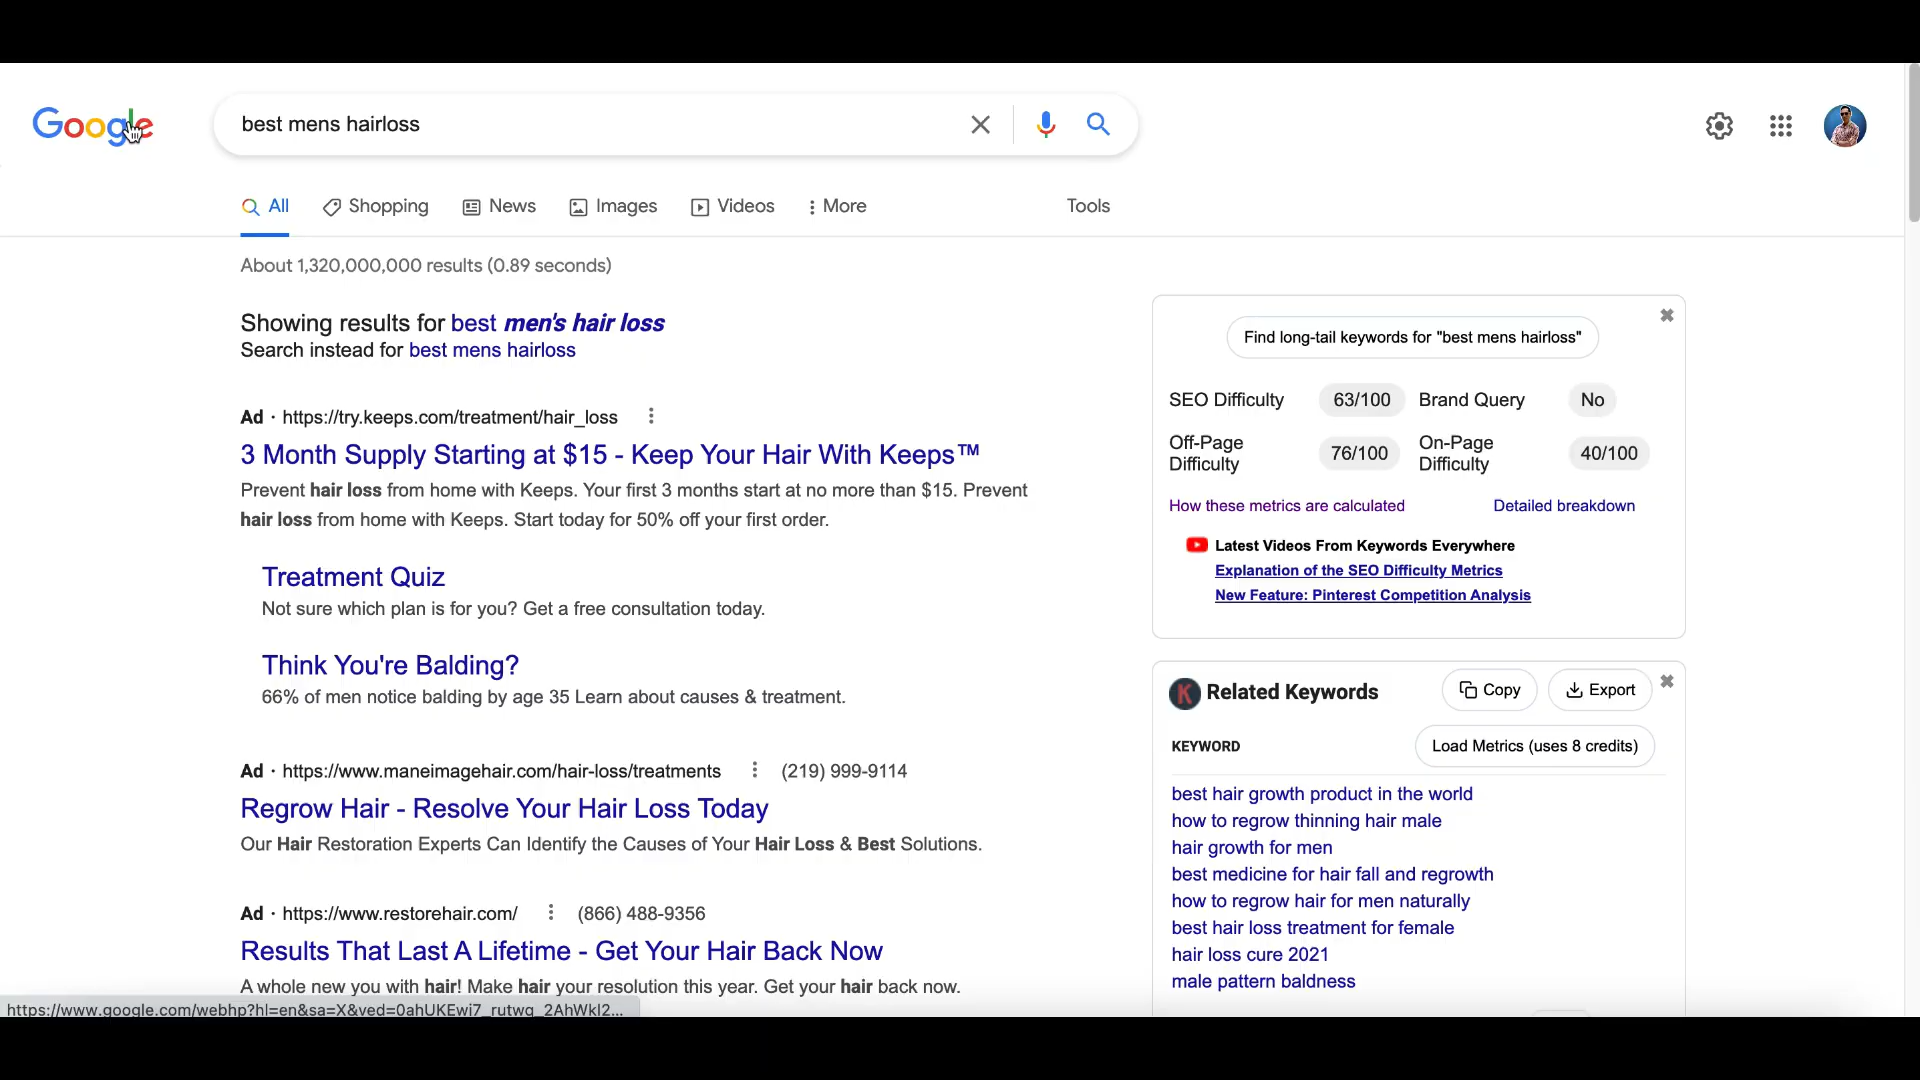 Google
best mens hairloss
All
Shopping
News
Images
Videos
More
Tools
About 1,320,000,000 results (0.89 seconds)
Showing results for best men's hair loss
Search instead for best mens hairloss
Ad · https://try.keeps.com/treatment/hair_loss
3 Month Supply Starting at $15 - Keep Your Hair With Keeps™
Prevent hair loss from home with Keeps. Your first 3 months start at no more than $15. Prevent
hair loss from home with Keeps. Start today for 50% off your first order.
Treatment Quiz
Not sure which plan is for you? Get a free consultation today.
Think You're Balding?
66% of men notice balding by age 35 Learn about causes & treatment.
Ad · https://www.maneimagehair.com/hair-loss/treatments (219) 999-9114
Regrow Hair - Resolve Your Hair Loss Today
Our Hair Restoration Experts Can Identify the Causes of Your Hair Loss & Best Solutions.
Ad · https://www.restorehair.com/ (866) 488-9356
Results That Last A Lifetime - Get Your Hair Back Now
A whole new you with hair! Make hair your resolution this year. Get your hair back now.
https://www.google.com/webhp?hl=en&sa=X&ved=0ahUKEwi7_rutwq_2AhWkl2...
Find long-tail keywords for "best mens hairloss"
SEO Difficulty 63/100 Brand Query No
Off-Page Difficulty 76/100 On-Page Difficulty 40/100
How these metrics are calculated Detailed breakdown
Latest Videos From Keywords Everywhere
Explanation of the SEO Difficulty Metrics
New Feature: Pinterest Competition Analysis
K Related Keywords Copy Export
KEYWORD Load Metrics (uses 8 credits)
best hair growth product in the world
how to regrow thinning hair male
hair growth for men
best medicine for hair fall and regrowth
how to regrow hair for men naturally
best hair loss treatment for female
hair loss cure 2021
male pattern baldness